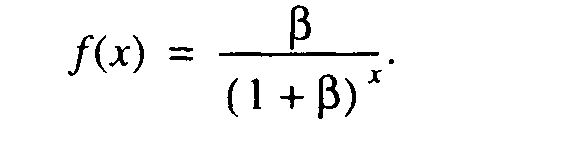 f(x) = β / (1 + β)^x.